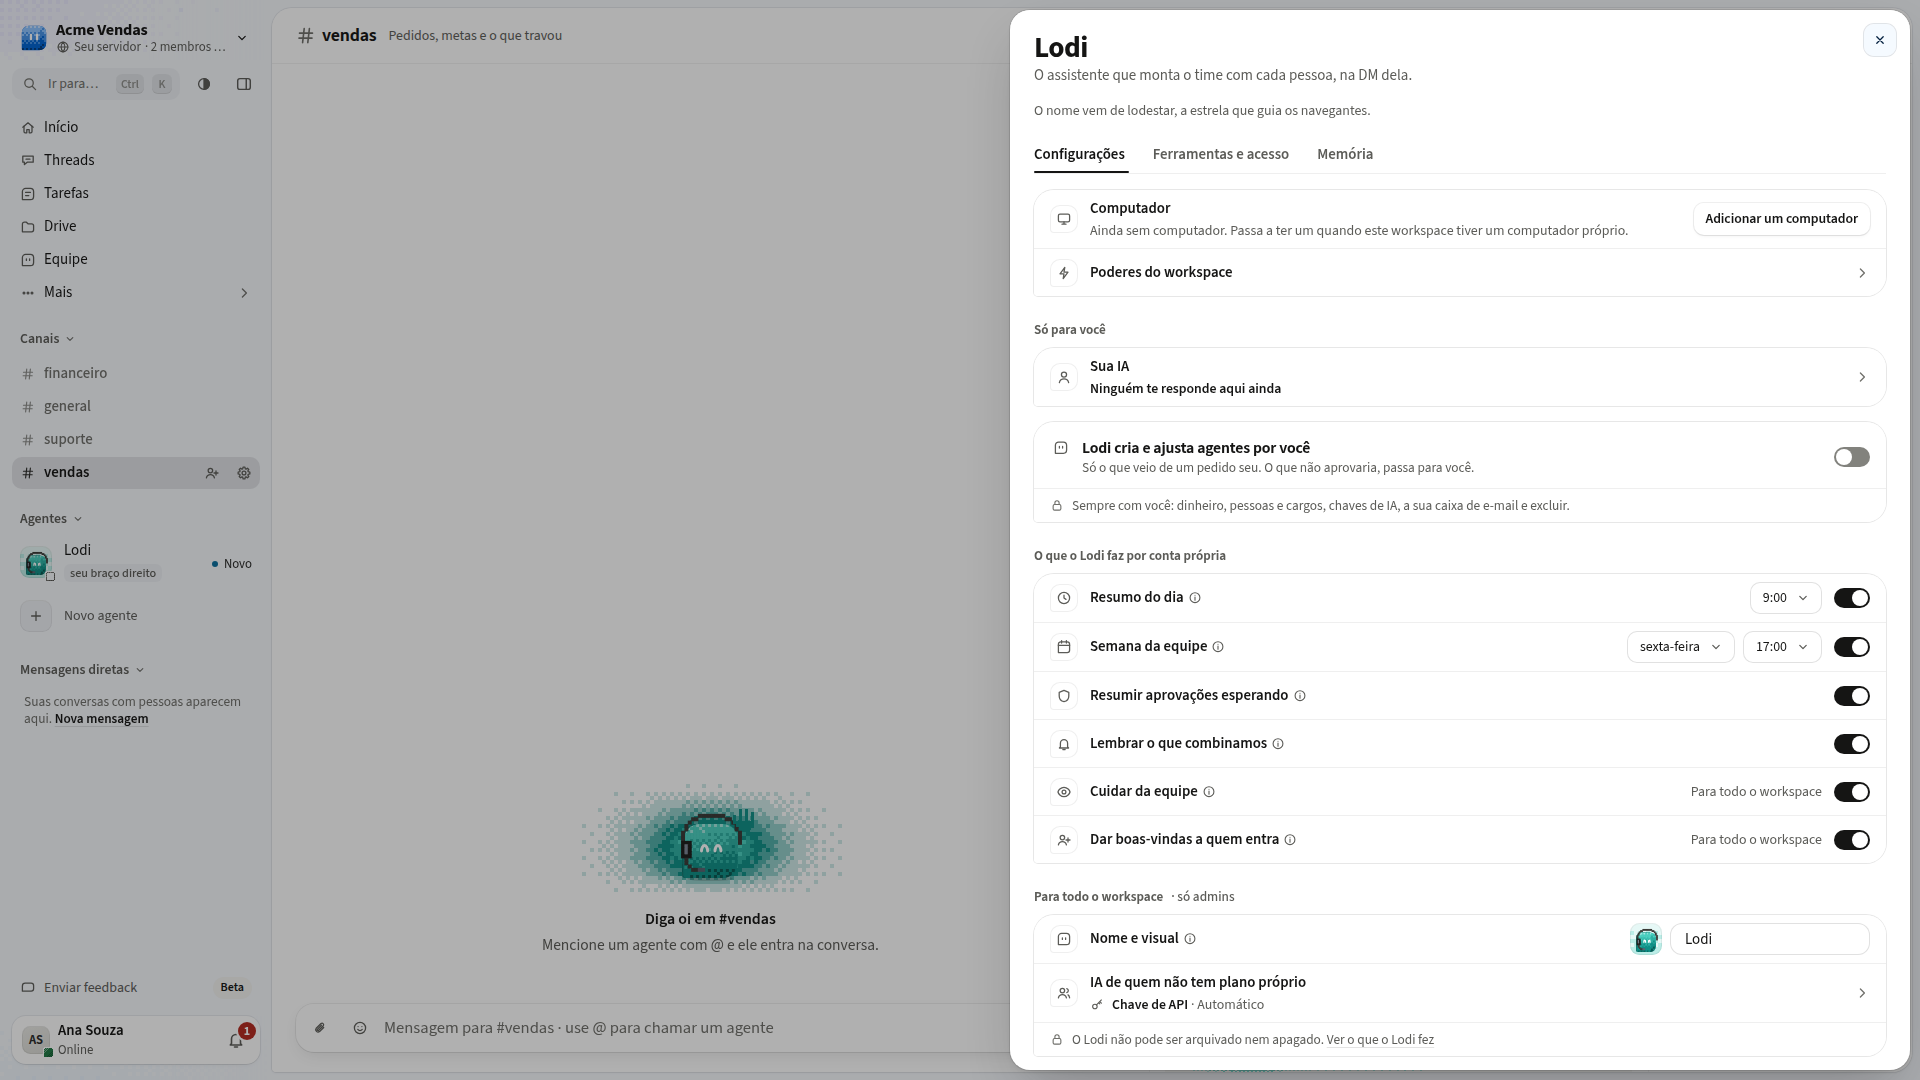 Acme Vendas
Seu servidor · 2 membros ...
Ir para...
Ctrl
K
Início
Threads
Tarefas
Drive
Equipe
Mais
Canais
# financeiro
# general
# suporte
# vendas
Agentes
Lodi
seu braço direito
Novo
Novo agente
Mensagens diretas
Suas conversas com pessoas aparecem
aqui. Nova mensagem
Enviar feedback
Beta
AS
Ana Souza
Online
1
# vendas
Pedidos, metas e o que travou
Diga oi em #vendas
Mencione um agente com @ e ele entra na conversa.
Mensagem para #vendas · use @ para chamar um agente
Lodi
O assistente que monta o time com cada pessoa, na DM dela.
O nome vem de lodestar, a estrela que guia os navegantes.
Configurações
Ferramentas e acesso
Memória
Computador
Ainda sem computador. Passa a ter um quando este workspace tiver um computador próprio.
Adicionar um computador
Poderes do workspace
Só para você
Sua IA
Ninguém te responde aqui ainda
Lodi cria e ajusta agentes por você
Só o que veio de um pedido seu. O que não aprovaria, passa para você.
Sempre com você: dinheiro, pessoas e cargos, chaves de IA, a sua caixa de e-mail e excluir.
O que o Lodi faz por conta própria
Resumo do dia
9:00
Semana da equipe
sexta-feira
17:00
Resumir aprovações esperando
Lembrar o que combinamos
Cuidar da equipe
Para todo o workspace
Dar boas-vindas a quem entra
Para todo o workspace
Para todo o workspace · só admins
Nome e visual
Lodi
IA de quem não tem plano próprio
Chave de API · Automático
O Lodi não pode ser arquivado nem apagado. Ver o que o Lodi fez